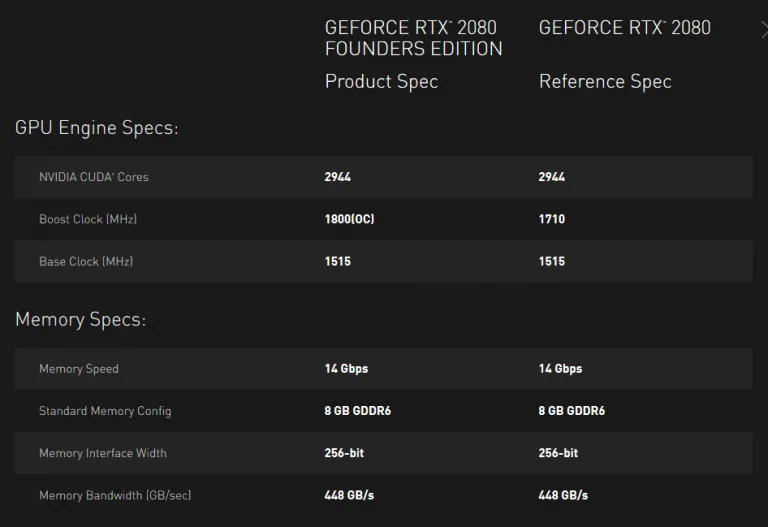 GEFORCE RTX™ 2080 FOUNDERS EDITION GEFORCE RTX™ 2080
Product Spec Reference Spec
GPU Engine Specs:
NVIDIA CUDA® Cores 2944 2944
Boost Clock (MHz) 1800(OC) 1710
Base Clock (MHz) 1515 1515
Memory Specs:
Memory Speed 14 Gbps 14 Gbps
Standard Memory Config 8 GB GDDR6 8 GB GDDR6
Memory Interface Width 256-bit 256-bit
Memory Bandwidth (GB/sec) 448 GB/s 448 GB/s